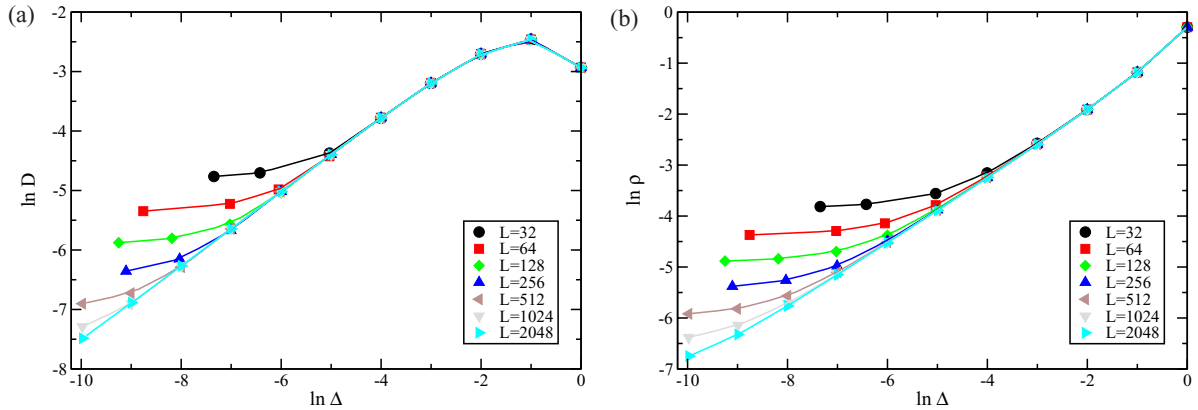 (a)
-2
-3
-4
-5
-6
-7
-8
ln D
-10 -8 -6 -4 -2 0
ln Δ
L=32
L=64
L=128
L=256
L=512
L=1024
L=2048
(b)
0
-1
-2
-3
-4
-5
-6
-7
ln ρ
-10 -8 -6 -4 -2 0
ln Δ
L=32
L=64
L=128
L=256
L=512
L=1024
L=2048